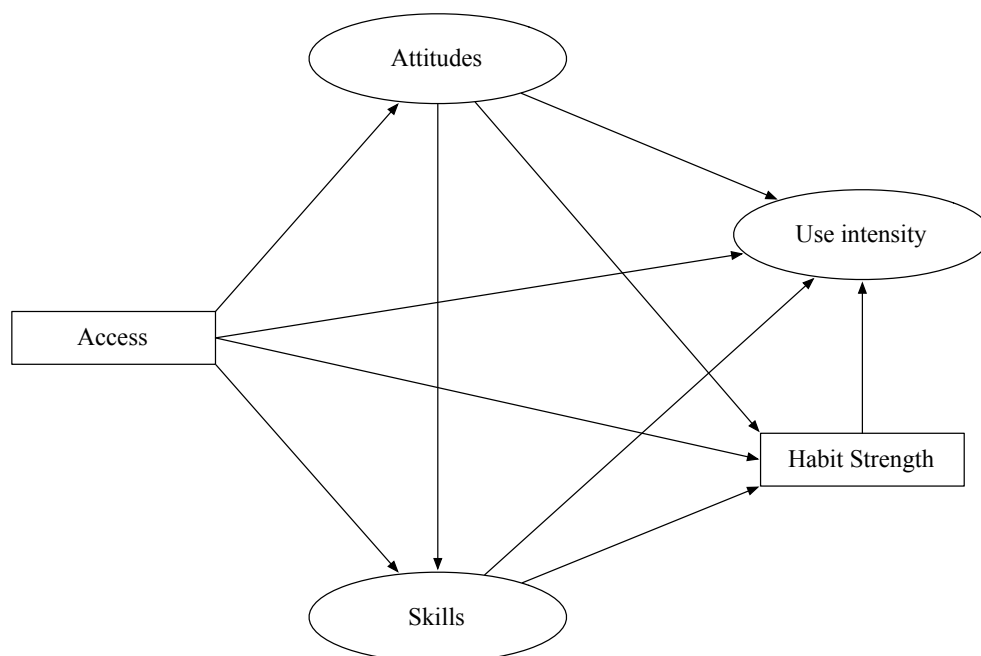 Attitudes
Use intensity
Access
Habit Strength
Skills